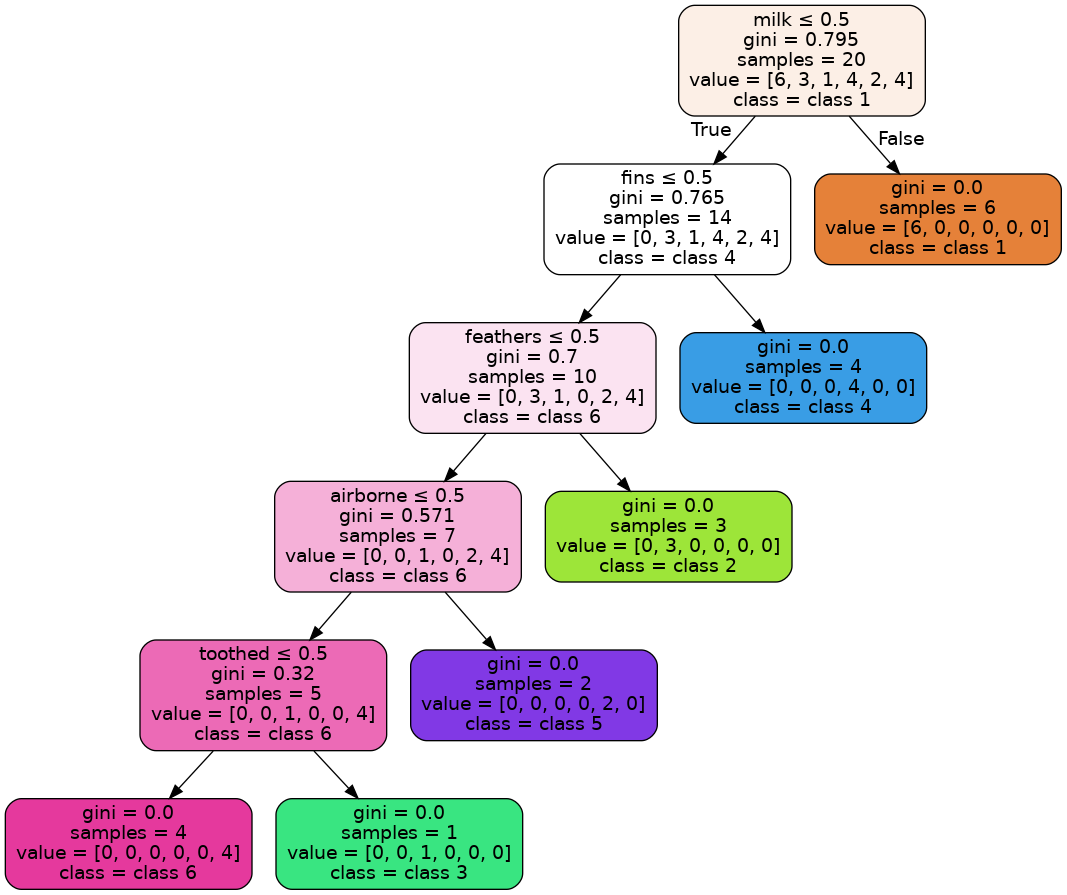 milk ≤ 0.5
gini = 0.795
samples = 20
value = [6, 3, 1, 4, 2, 4]
class = class 1
True
False
fins ≤ 0.5
gini = 0.765
samples = 14
value = [0, 3, 1, 4, 2, 4]
class = class 4
gini = 0.0
samples = 6
value = [6, 0, 0, 0, 0, 0]
class = class 1
feathers ≤ 0.5
gini = 0.7
samples = 10
value = [0, 3, 1, 0, 2, 4]
class = class 6
gini = 0.0
samples = 4
value = [0, 0, 0, 4, 0, 0]
class = class 4
airborne ≤ 0.5
gini = 0.571
samples = 7
value = [0, 0, 1, 0, 2, 4]
class = class 6
gini = 0.0
samples = 3
value = [0, 3, 0, 0, 0, 0]
class = class 2
toothed ≤ 0.5
gini = 0.32
samples = 5
value = [0, 0, 1, 0, 0, 4]
class = class 6
gini = 0.0
samples = 2
value = [0, 0, 0, 0, 2, 0]
class = class 5
gini = 0.0
samples = 4
value = [0, 0, 0, 0, 0, 4]
class = class 6
gini = 0.0
samples = 1
value = [0, 0, 1, 0, 0, 0]
class = class 3